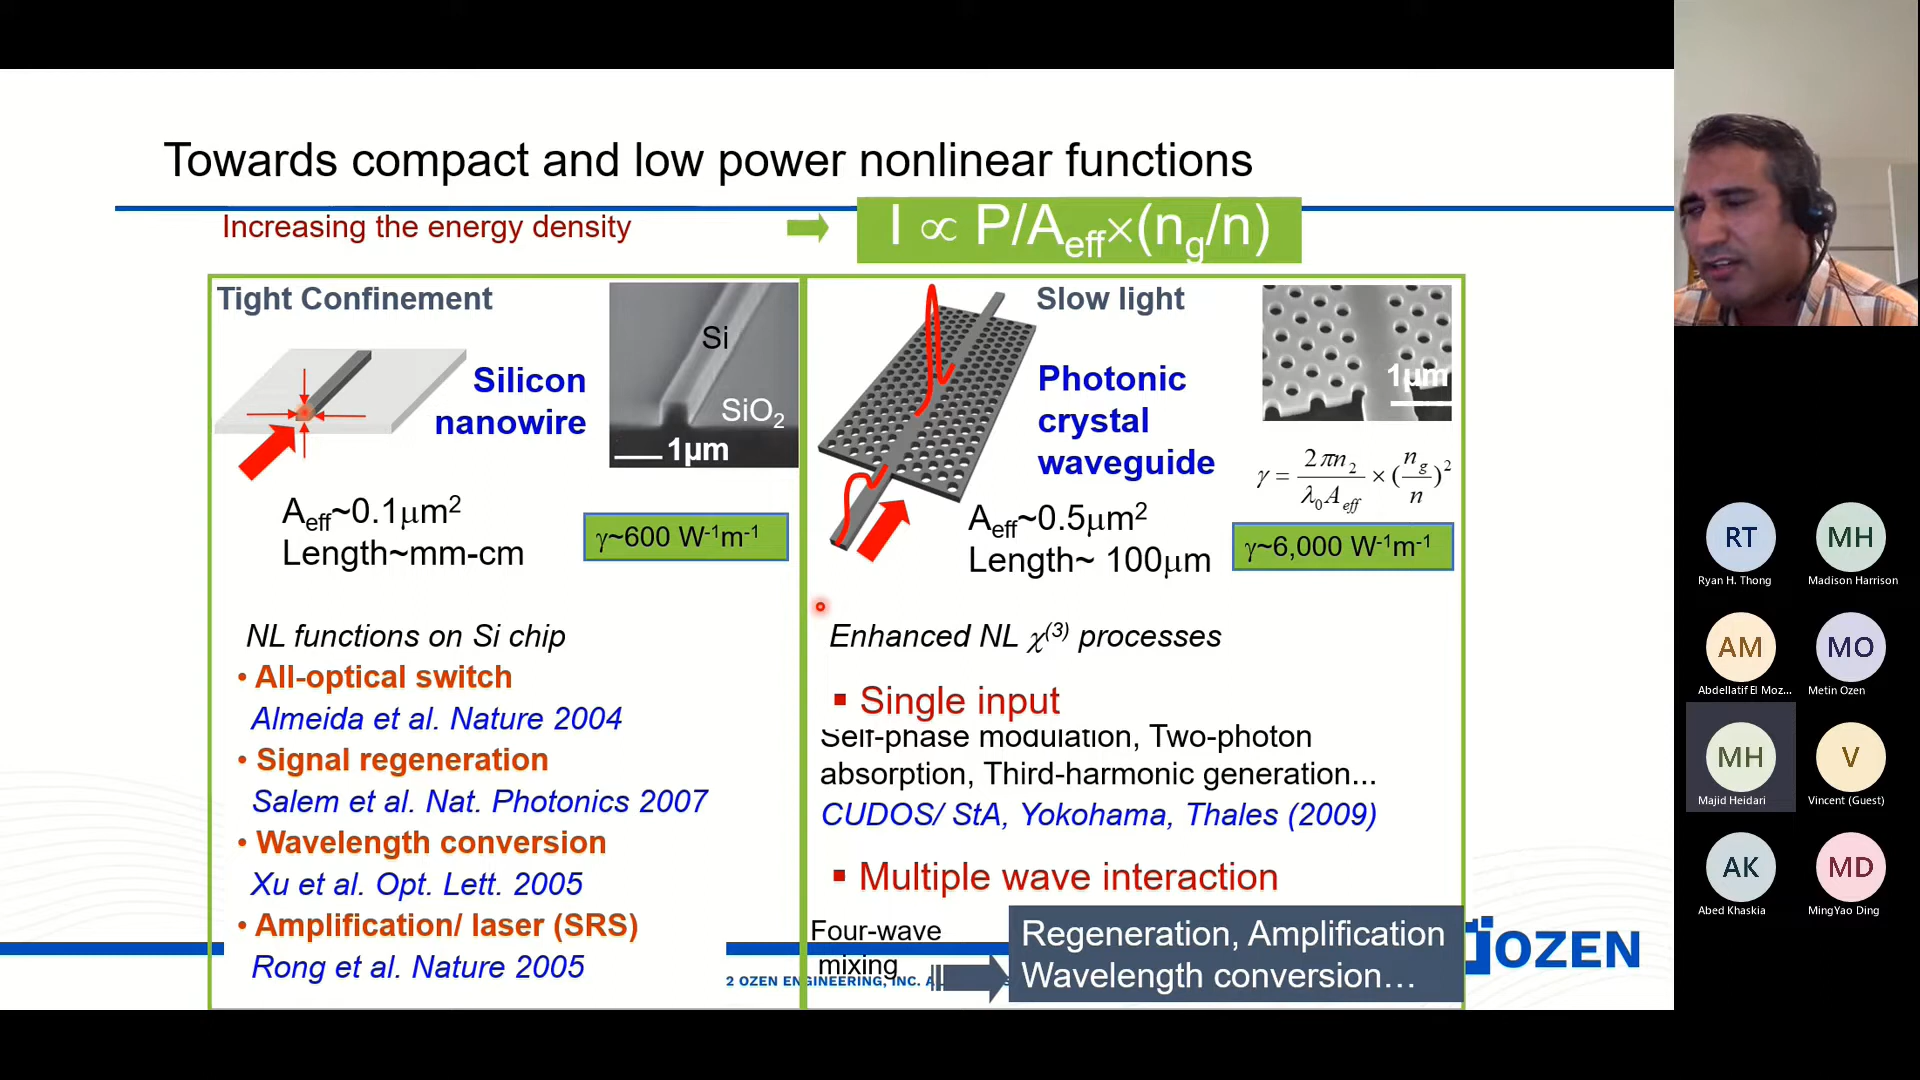 Towards compact and low power nonlinear functions
Increasing the energy density
I ∝ P/Aeff×(ng/n)
Tight Confinement
Si
SiO2
1μm
Silicon
nanowire
Aeff~0.1μm2
Length~mm-cm
γ~600 W-1m-1
NL functions on Si chip
• All-optical switch
Almeida et al. Nature 2004
• Signal regeneration
Salem et al. Nat. Photonics 2007
• Wavelength conversion
Xu et al. Opt. Lett. 2005
• Amplification/ laser (SRS)
Rong et al. Nature 2005
Slow light
1μm
Photonic
crystal
waveguide
γ = 2πn2 / λ0Aeff × (ng/n)2
Aeff~0.5μm2
Length~ 100μm
γ~6,000 W-1m-1
Enhanced NL χ(3) processes
▪ Single input
Self-phase modulation, Two-photon
absorption, Third-harmonic generation...
CUDOS/ StA, Yokohama, Thales (2009)
▪ Multiple wave interaction
Four-wave
mixing
Regeneration, Amplification
Wavelength conversion…
2 OZEN ENGINEERING, INC.
OZEN
RT
Ryan H. Thong
MH
Madison Harrison
AM
Abdellatif El Moz...
MO
Metin Ozen
MH
Majid Heidari
V
Vincent (Guest)
AK
Abed Khaskia
MD
MingYao Ding